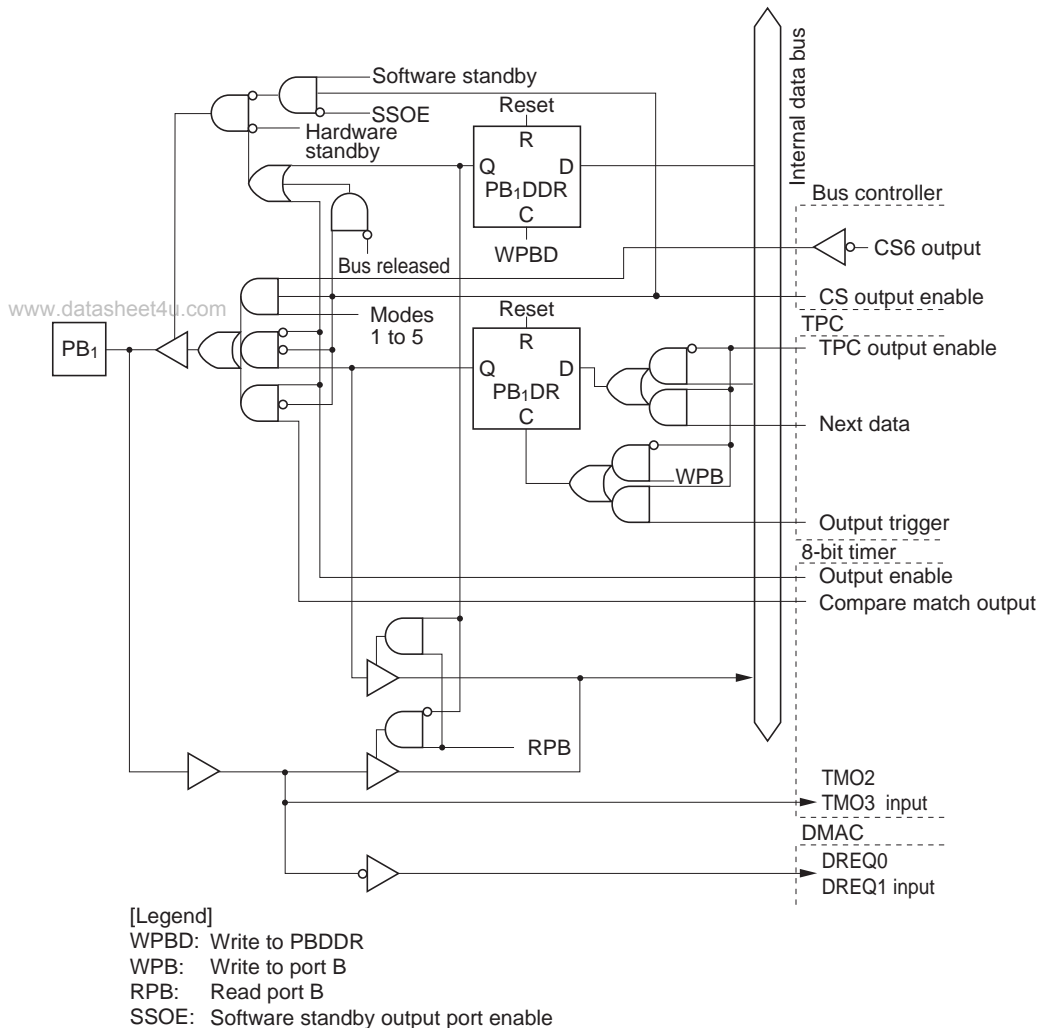 Software standby
SSOE
Hardware
standby
Reset
R
Q D
PB1DDR
C
WPBD
Internal data bus
Bus controller
CS6 output
Bus released
CS output enable
www.datasheet4u.com
Modes
1 to 5
TPC
TPC output enable
PB1
Reset
R
Q D
PB1DR
C
Next data
WPB
Output trigger
8-bit timer
Output enable
Compare match output
RPB
TMO2
TMO3 input
DMAC
DREQ0
DREQ1 input
[Legend]
WPBD: Write to PBDDR
WPB: Write to port B
RPB: Read port B
SSOE: Software standby output port enable